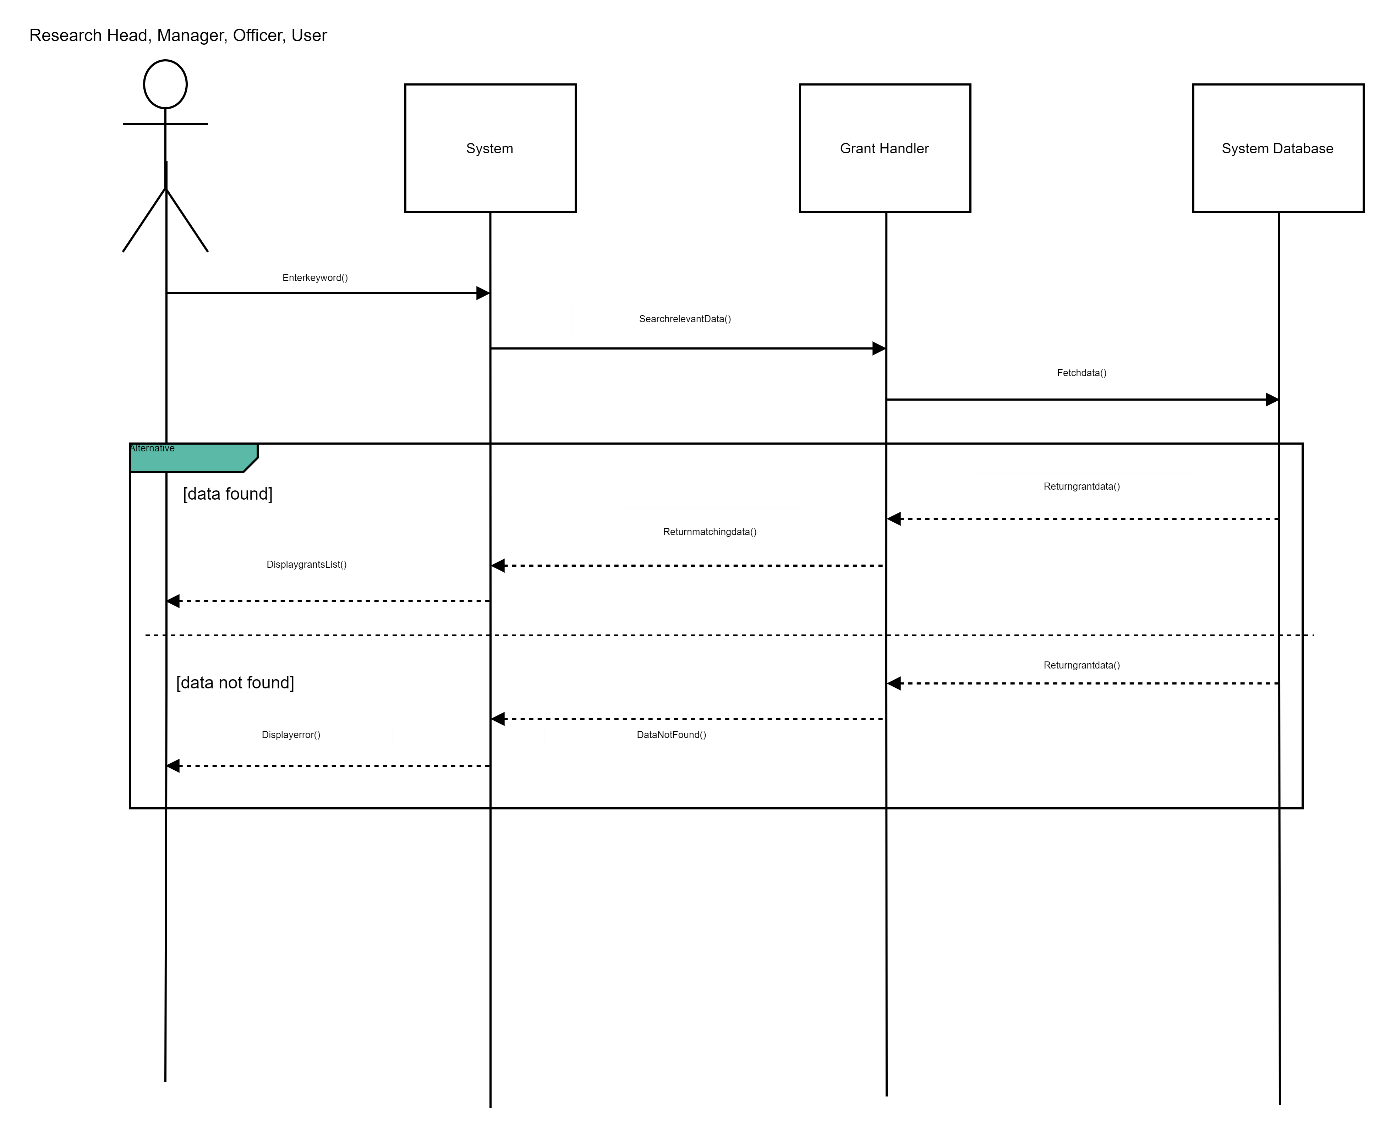 Research Head, Manager, Officer, User
System
Grant Handler
System Database
Enterkeyword()
SearchrelevantData()
Fetchdata()
Alternative
[data found]
Returngrantdata()
Returnmatchingdata()
DisplaygrantsList()
Returngrantdata()
[data not found]
DataNotFound()
Displayerror()